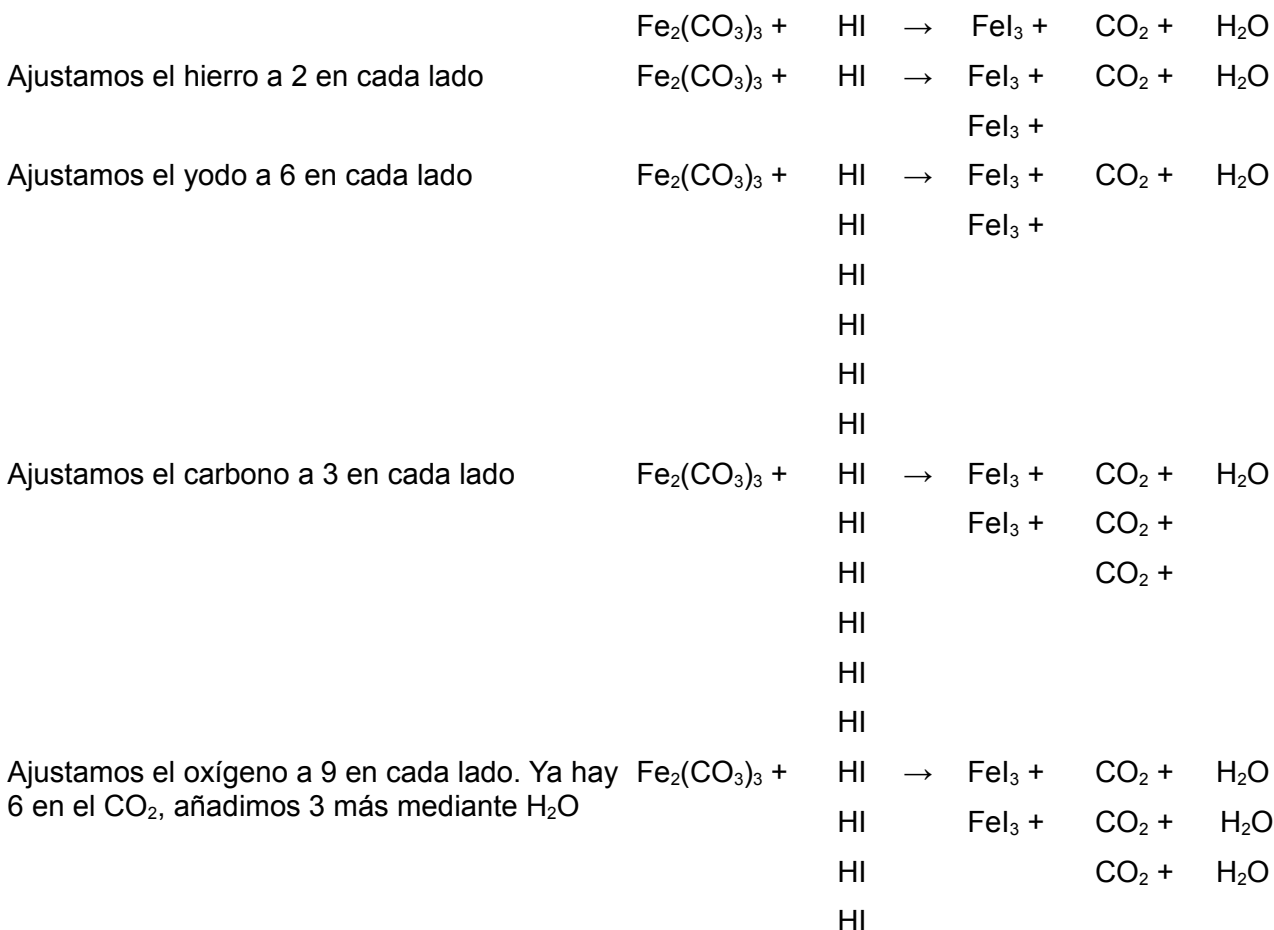 Fe₂(CO₃)₃ + HI → FeI₃ + CO₂ + H₂O
Ajustamos el hierro a 2 en cada lado Fe₂(CO₃)₃ + HI → FeI₃ + CO₂ + H₂O
FeI₃ +
Ajustamos el yodo a 6 en cada lado Fe₂(CO₃)₃ + HI → FeI₃ + CO₂ + H₂O
HI FeI₃ +
HI
HI
HI
HI
Ajustamos el carbono a 3 en cada lado Fe₂(CO₃)₃ + HI → FeI₃ + CO₂ + H₂O
HI FeI₃ + CO₂ +
HI CO₂ +
HI
HI
HI
Ajustamos el oxígeno a 9 en cada lado. Ya hay Fe₂(CO₃)₃ + HI → FeI₃ + CO₂ + H₂O
6 en el CO₂, añadimos 3 más mediante H₂O
HI FeI₃ + CO₂ + H₂O
HI CO₂ + H₂O
HI